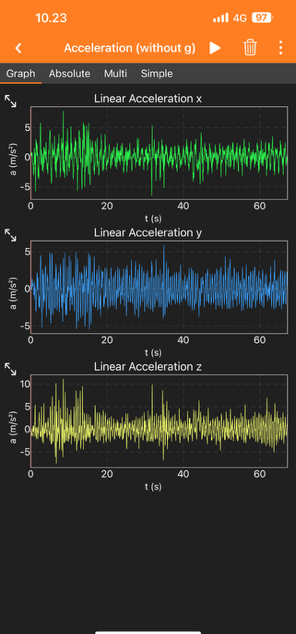 10.23
4G 97
Acceleration (without g)
Graph Absolute Multi Simple
Linear Acceleration x
a (m/s²)
5
0
-5
0 20 40 60
t (s)
Linear Acceleration y
a (m/s²)
5
0
-5
0 20 40 60
t (s)
Linear Acceleration z
a (m/s²)
10
5
0
-5
0 20 40 60
t (s)